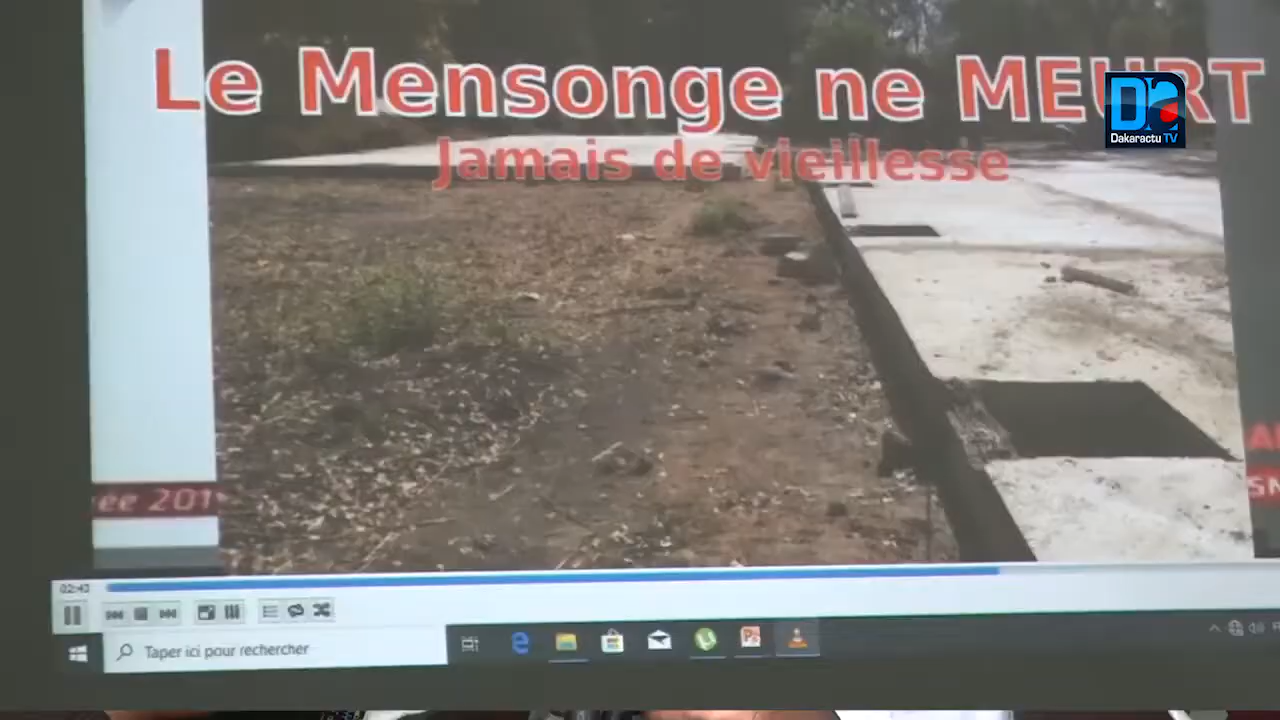 Le Mensonge ne MEURT
Jamais de vieillesse
Dakaractu TV
02:43
Taper ici pour rechercher